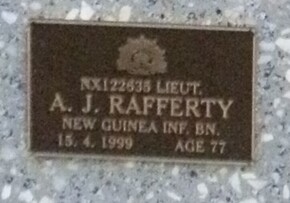 NX122635 LIEUT.
A. J. RAFFERTY
NEW GUINEA INF. BN.
15. 4. 1999 AGE 77